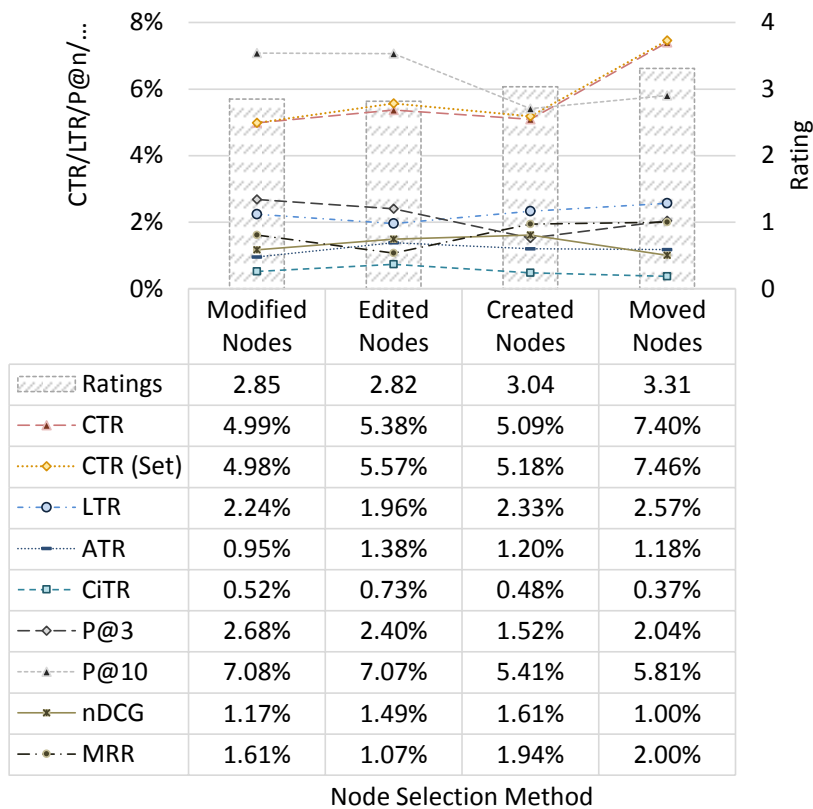 8%
6%
4%
2%
0%
CTR/LTR/P@n/...
4
3
2
1
0
Rating
Modified Nodes Edited Nodes Created Nodes Moved Nodes
Ratings 2.85 2.82 3.04 3.31
CTR 4.99% 5.38% 5.09% 7.40%
CTR (Set) 4.98% 5.57% 5.18% 7.46%
LTR 2.24% 1.96% 2.33% 2.57%
ATR 0.95% 1.38% 1.20% 1.18%
CiTR 0.52% 0.73% 0.48% 0.37%
P@3 2.68% 2.40% 1.52% 2.04%
P@10 7.08% 7.07% 5.41% 5.81%
nDCG 1.17% 1.49% 1.61% 1.00%
MRR 1.61% 1.07% 1.94% 2.00%
Node Selection Method